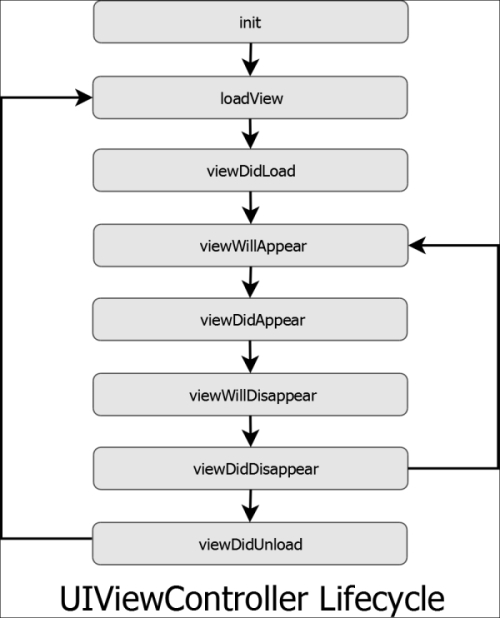 init
loadView
viewDidLoad
viewWillAppear
viewDidAppear
viewWillDisappear
viewDidDisappear
viewDidUnload
UIViewController Lifecycle